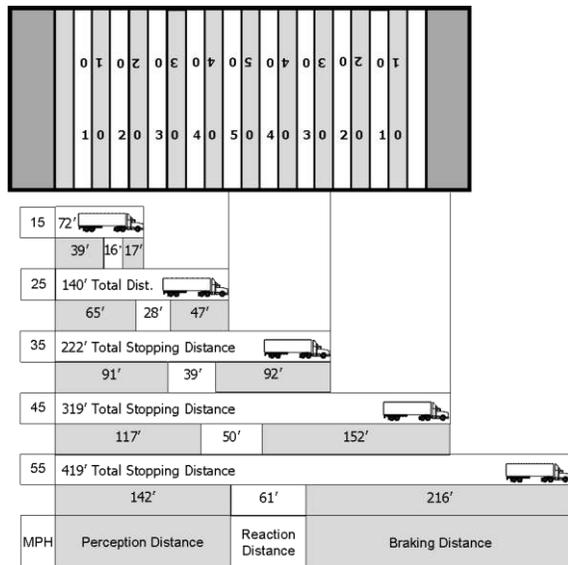 1 0 2 0 3 0 4 0 5 0 4 0 3 0 2 0 1 0
1 0 2 0 3 0 4 0 5 0 4 0 3 0 2 0 1 0
15 72'
39' 16' 17'
25 140' Total Dist.
65' 28' 47'
35 222' Total Stopping Distance
91' 39' 92'
45 319' Total Stopping Distance
117' 50' 152'
55 419' Total Stopping Distance
142' 61' 216'
MPH Perception Distance Reaction Distance Braking Distance